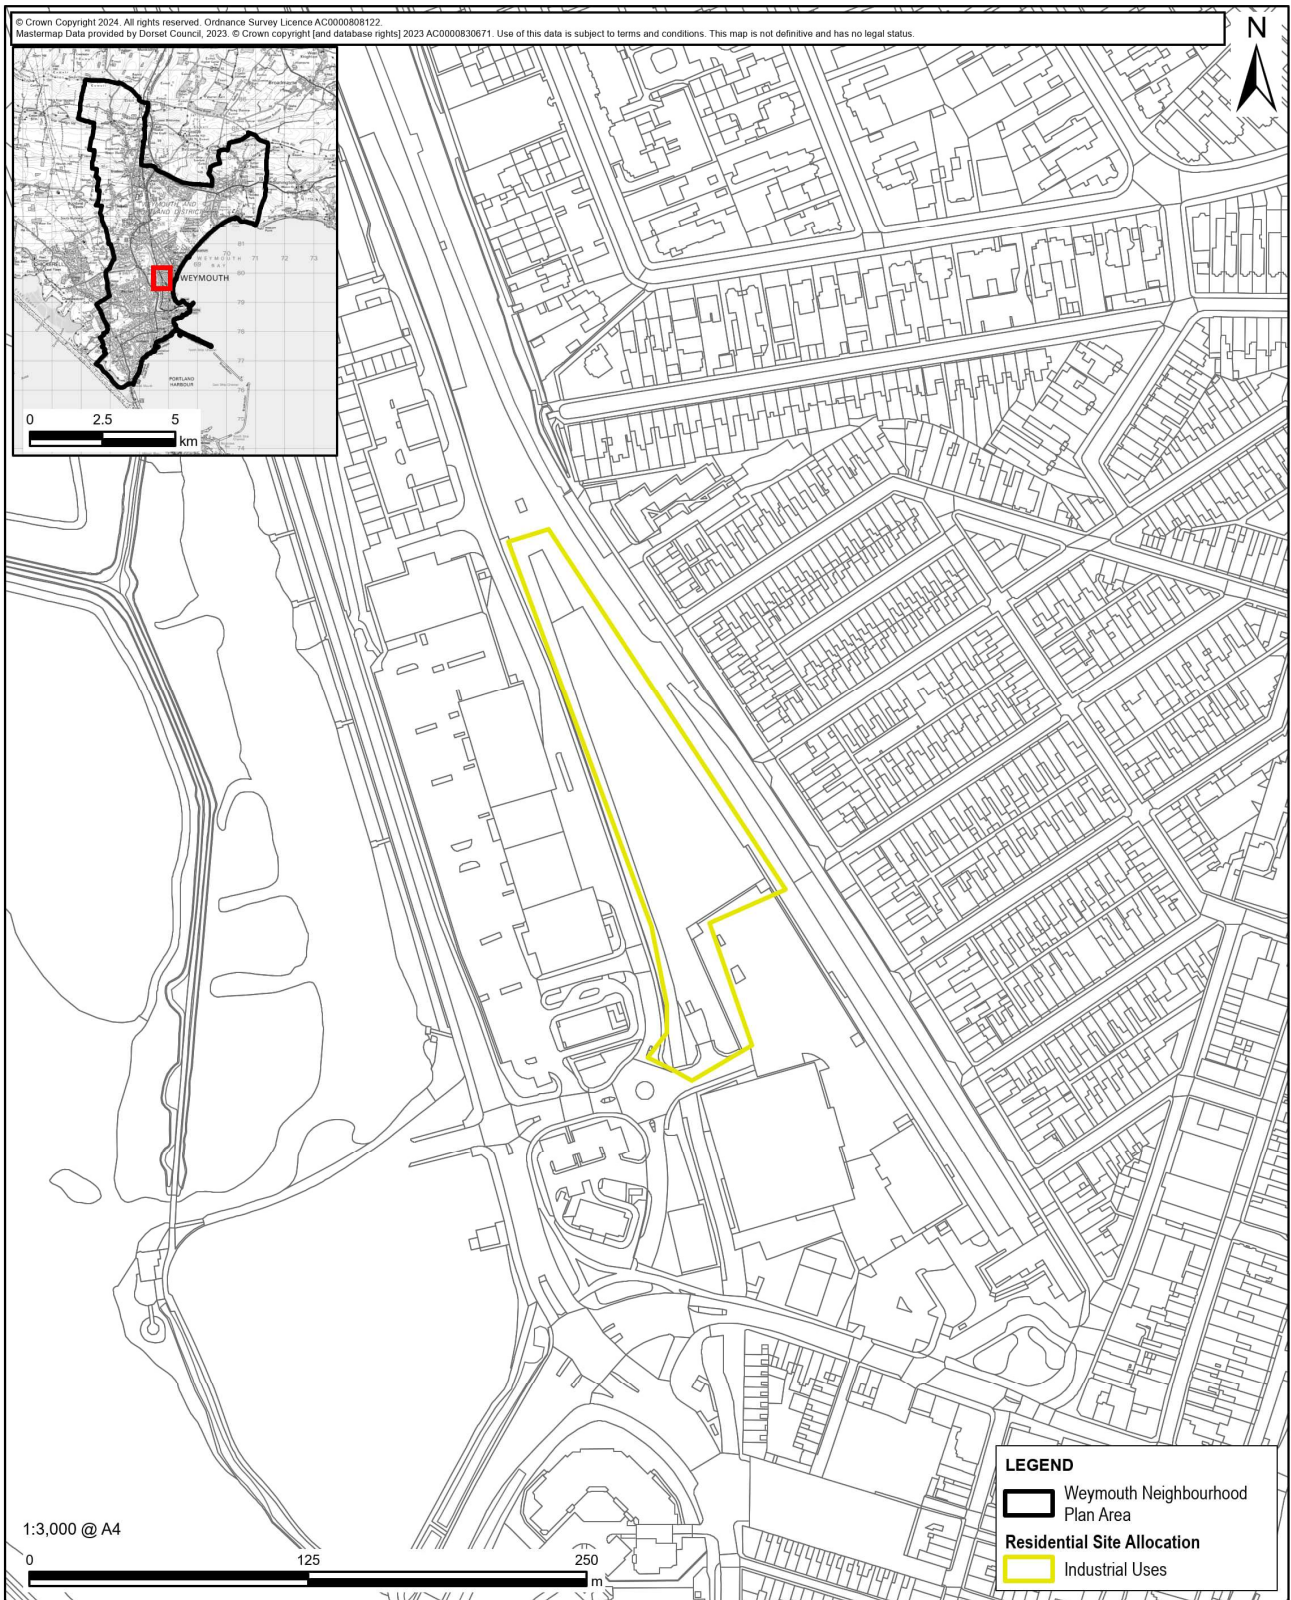 © Crown Copyright 2024. All rights reserved. Ordnance Survey Licence AC0000808122.
Mastermap Data provided by Dorset Council, 2023. © Crown copyright [and database rights] 2023 AC0000830671. Use of this data is subject to terms and conditions. This map is not definitive and has no legal status.
N
WEYMOUTH
PORTLAND
HARBOUR
0 2.5 5
km
1:3,000 @ A4
0 125 250
m
LEGEND
Weymouth Neighbourhood
Plan Area
Residential Site Allocation
Industrial Uses